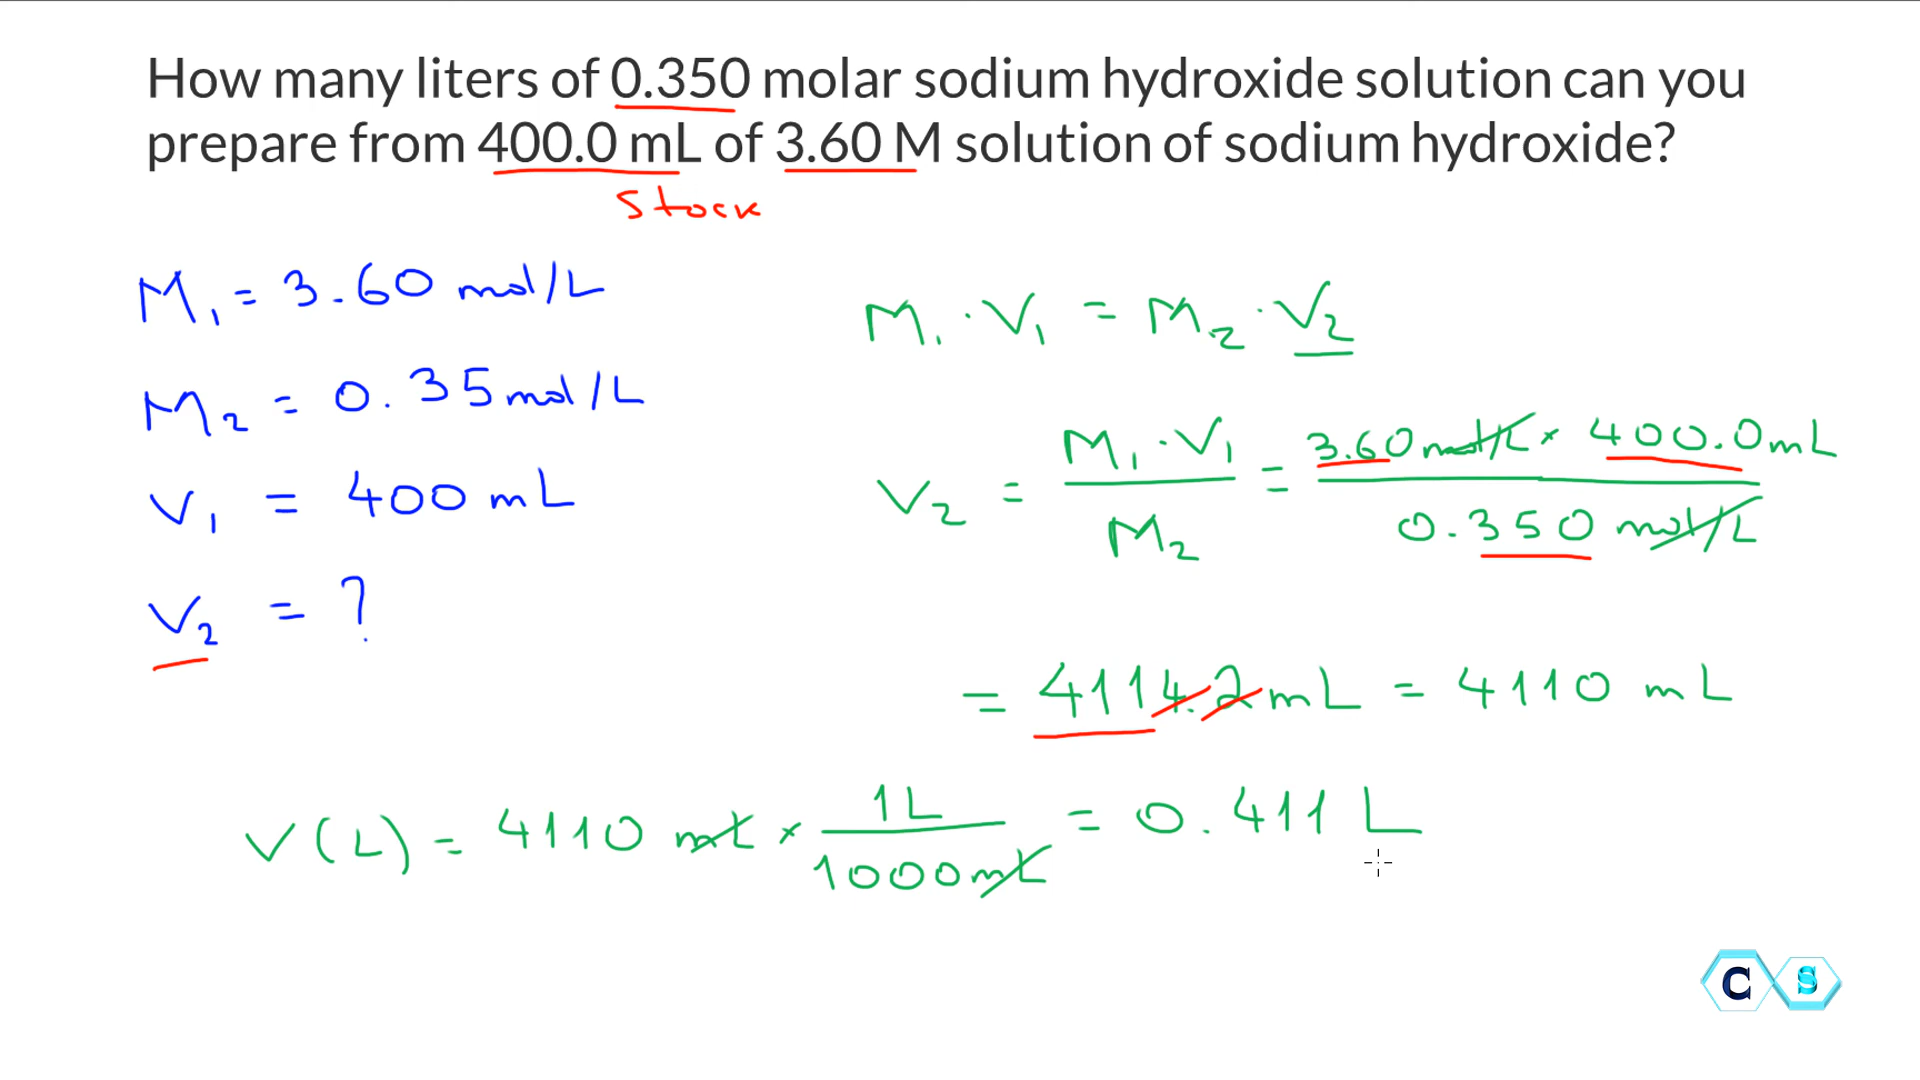 How many liters of 0.350 molar sodium hydroxide solution can you
prepare from 400.0 mL of 3.60 M solution of sodium hydroxide?
stock
M₁ = 3.60 mol/L
M₂ = 0.35 mol/L
V₁ = 400 mL
V₂ = ?
M₁ · V₁ = M₂ · V₂
V₂ = M₁ · V₁ / M₂ = 3.60 mol/L × 400.0 mL / 0.350 mol/L
= 4114.2 mL = 4110 mL
V (L) = 4110 mL × 1 L / 1000 mL = 0.411 L
C S